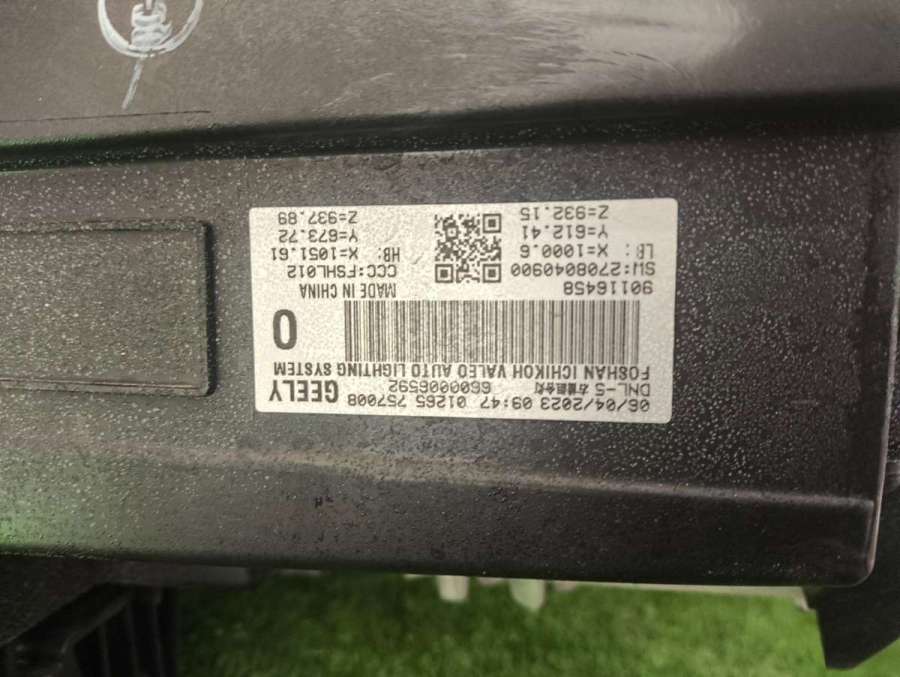 06/04/2023 09:47 01265 757008
DNL-5 6600006592 GEELY
FOSHAN ICHIKOH VALEO AUTO LIGHTING SYSTEM
0
90116458 MADE IN CHINA
SW:2708040900 CCC:FSHL012
LB: X=1000.6 HB: X=1051.61
Y=612.41 Y=673.72
Z=932.15 Z=937.89